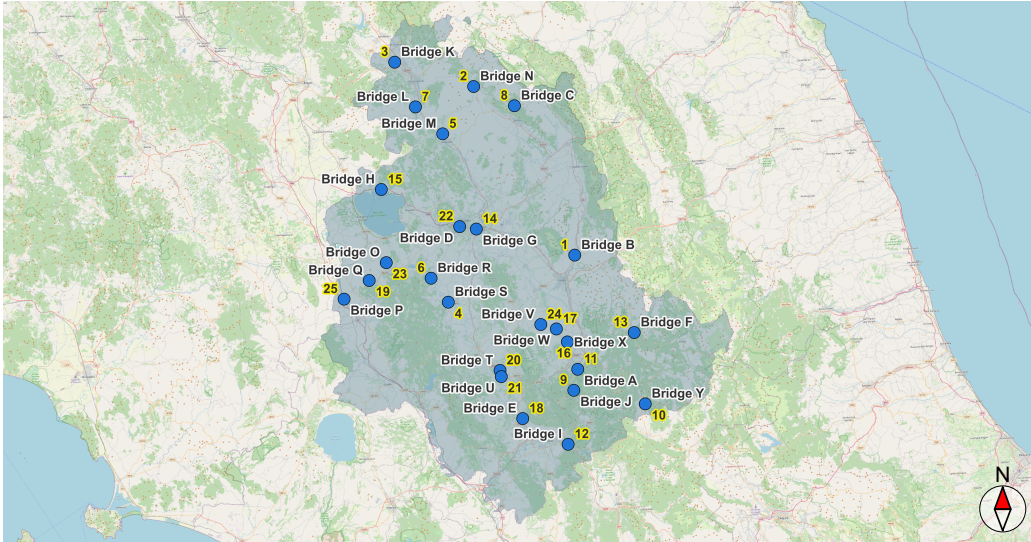 3 Bridge K
2 Bridge N
Bridge L 7
8 Bridge C
Bridge M 5
Bridge H 15
22 14
Bridge D Bridge G
1 Bridge B
Bridge O 23
6 Bridge R
Bridge Q 19
25 Bridge P
Bridge S 4
Bridge V 24 17
13 Bridge F
Bridge W Bridge X
16
Bridge T 20
11 Bridge A
Bridge U 21
9 Bridge J
Bridge Y 10
Bridge E 18
Bridge I 12
N